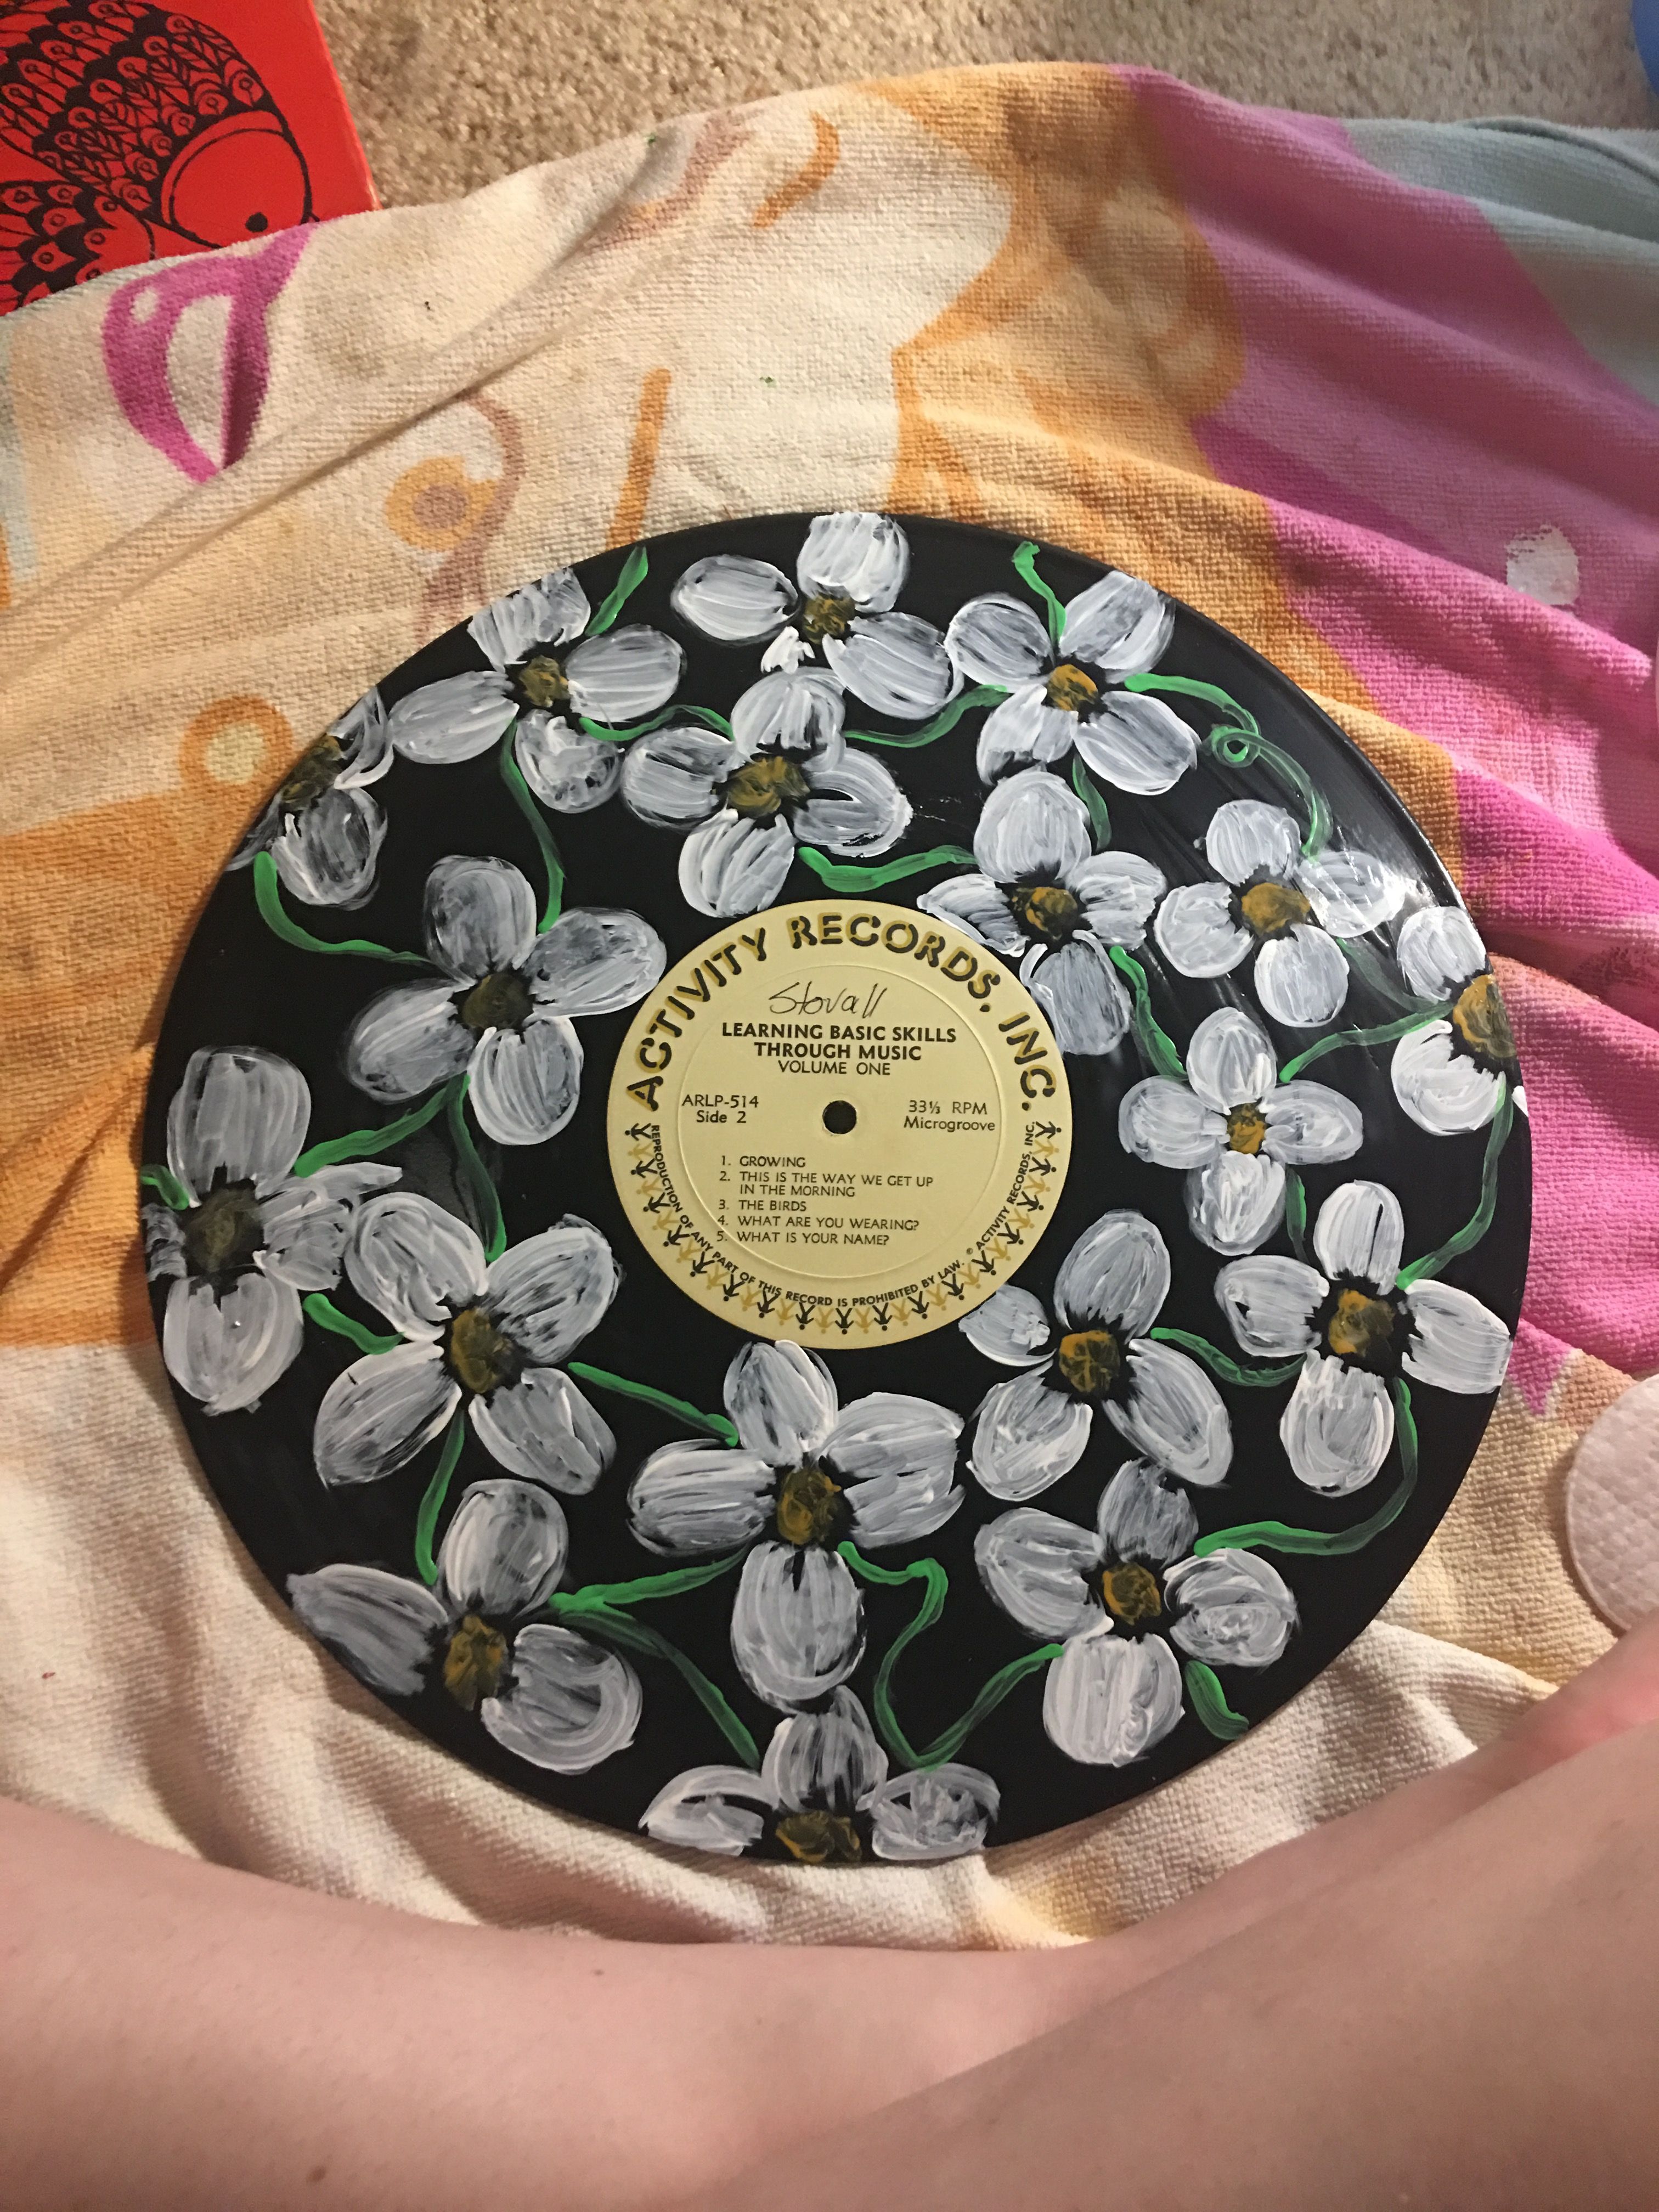 ACTIVITY RECORDS, INC.
Stovall
LEARNING BASIC SKILLS
THROUGH MUSIC
VOLUME ONE
ARLP-514
Side 2
33⅓ RPM
Microgroove
1. GROWING
2. THIS IS THE WAY WE GET UP
IN THE MORNING
3. THE BIRDS
4. WHAT ARE YOU WEARING?
5. WHAT IS YOUR NAME?
REPRODUCTION OF ANY PART OF THIS RECORD IS PROHIBITED BY LAW. ® ACTIVITY RECORDS, INC.